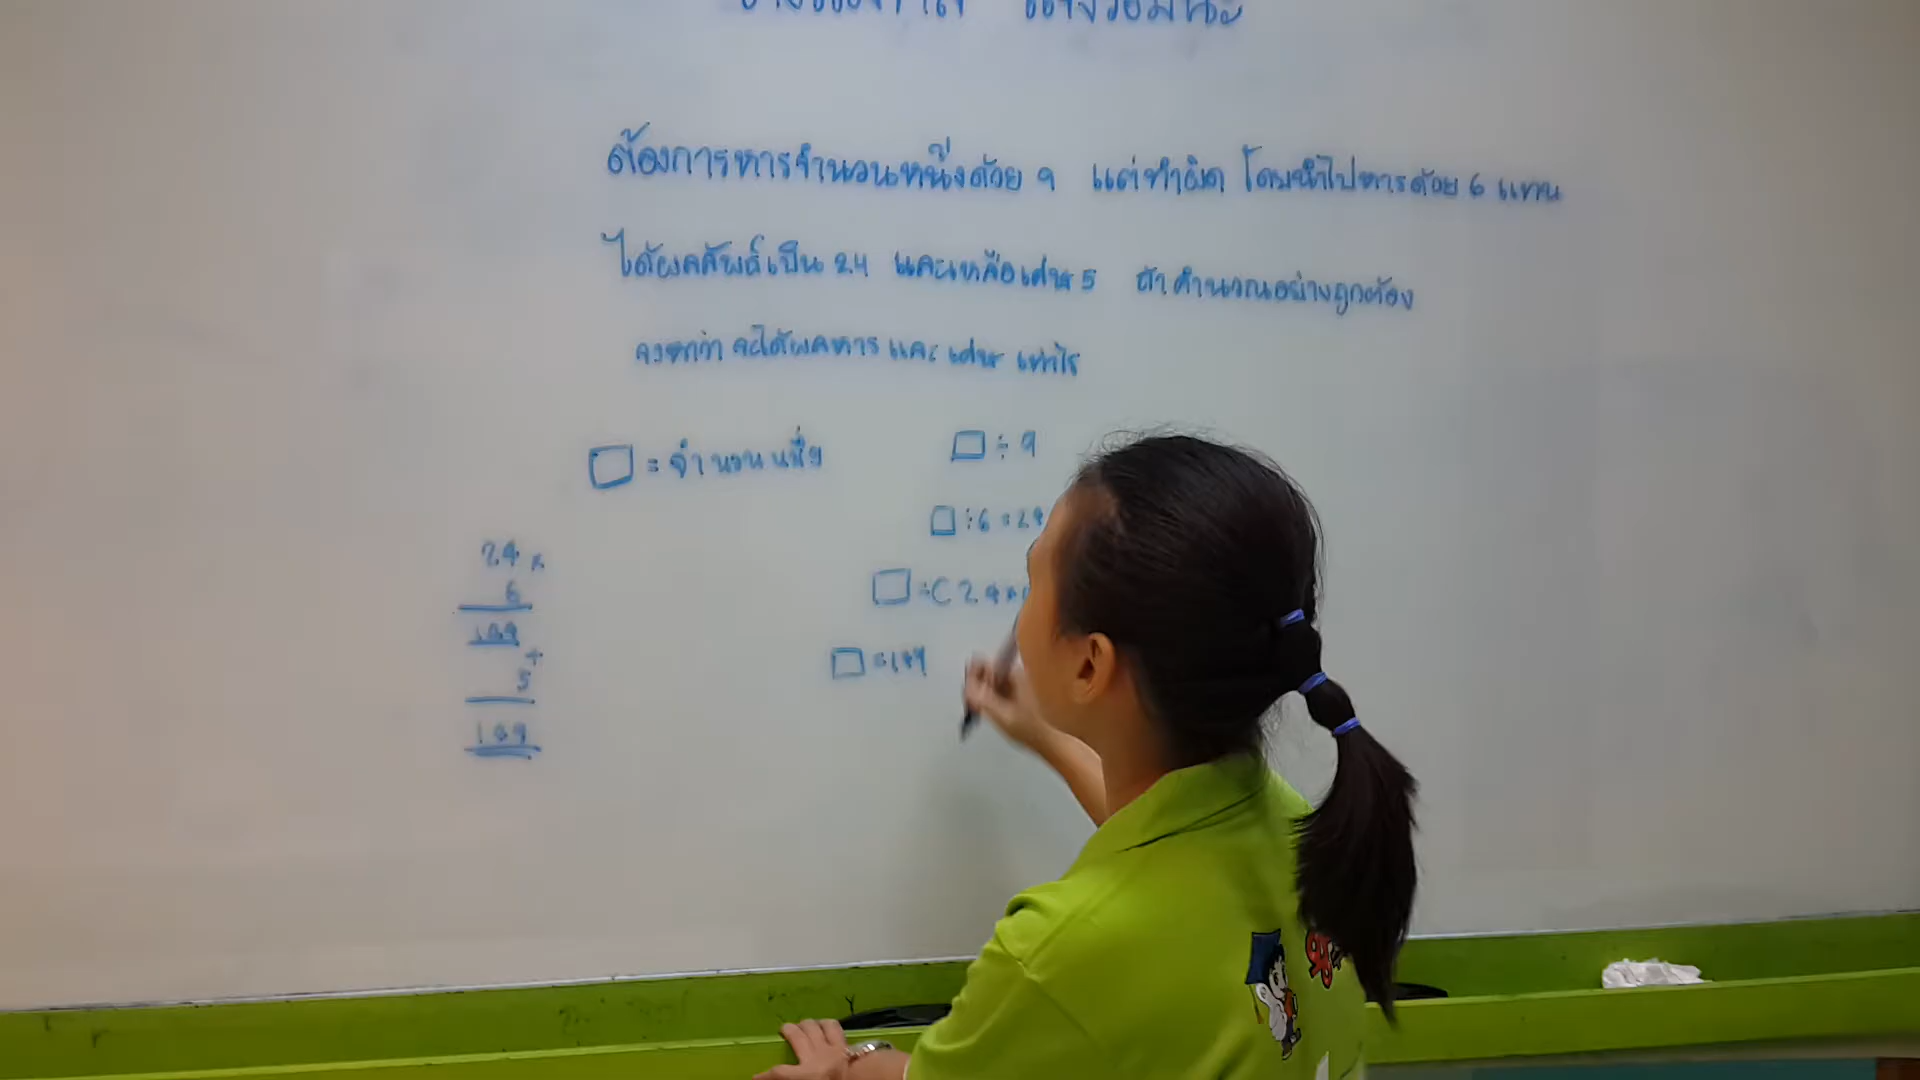 ต้องการหารจำนวนหนึ่งด้วย 9 แต่ทำผิด โดยนำไปหารด้วย 6 แทน
ได้ผลลัพธ์เป็น 24 และเหลือเศษ 5 ถ้าคำนวณอย่างถูกต้อง
จงหาว่า จะได้ผลหาร และ เศษ เท่าไร
□ = จำนวนหนึ่ง
□ ÷ 9
□ ÷ 6 = 24
□ = (24×
□ = 149
24 ×
6
144
+
5
149